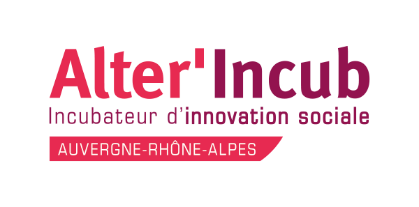 Alter'Incub
Incubateur d'innovation sociale
AUVERGNE-RHÔNE-ALPES